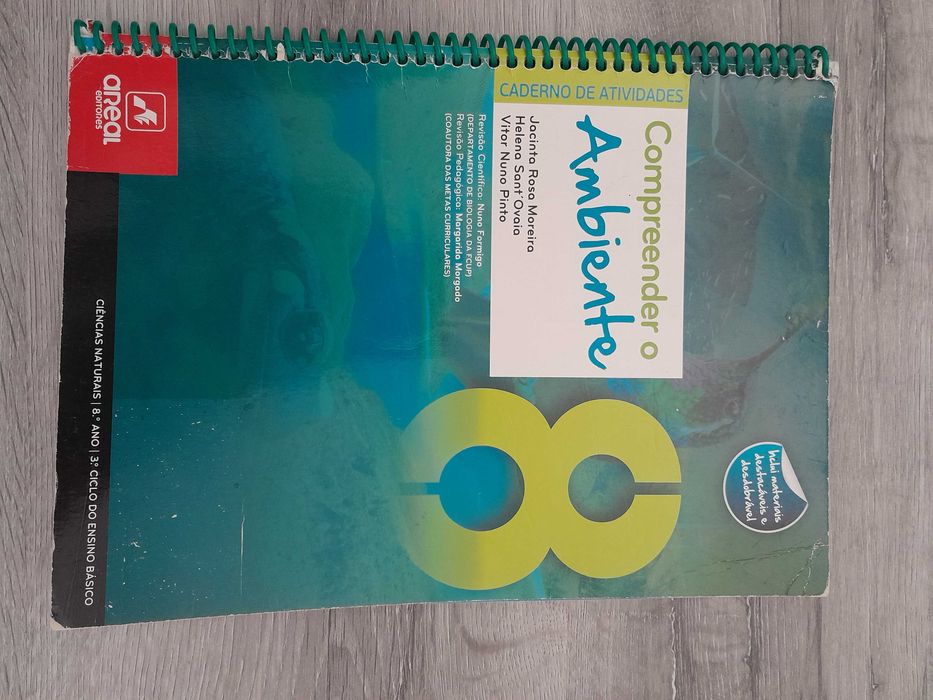 CADERNO DE ATIVIDADES
Compreender o
Ambiente
Jacinta Rosa Moreira
Helena Sant'Ovaia
Vitor Nuno Pinto
Revisão Científica: Nuno Formigo
(DEPARTAMENTO DE BIOLOGIA DA FCUP)
Revisão Pedagógica: Margarida Morgado
(COAUTORA DAS METAS CURRICULARES)
8
Inclui materiais
destacáveis e
desdobrável
areal
EDITORES
CIÊNCIAS NATURAIS | 8.º ANO | 3.º CICLO DO ENSINO BÁSICO